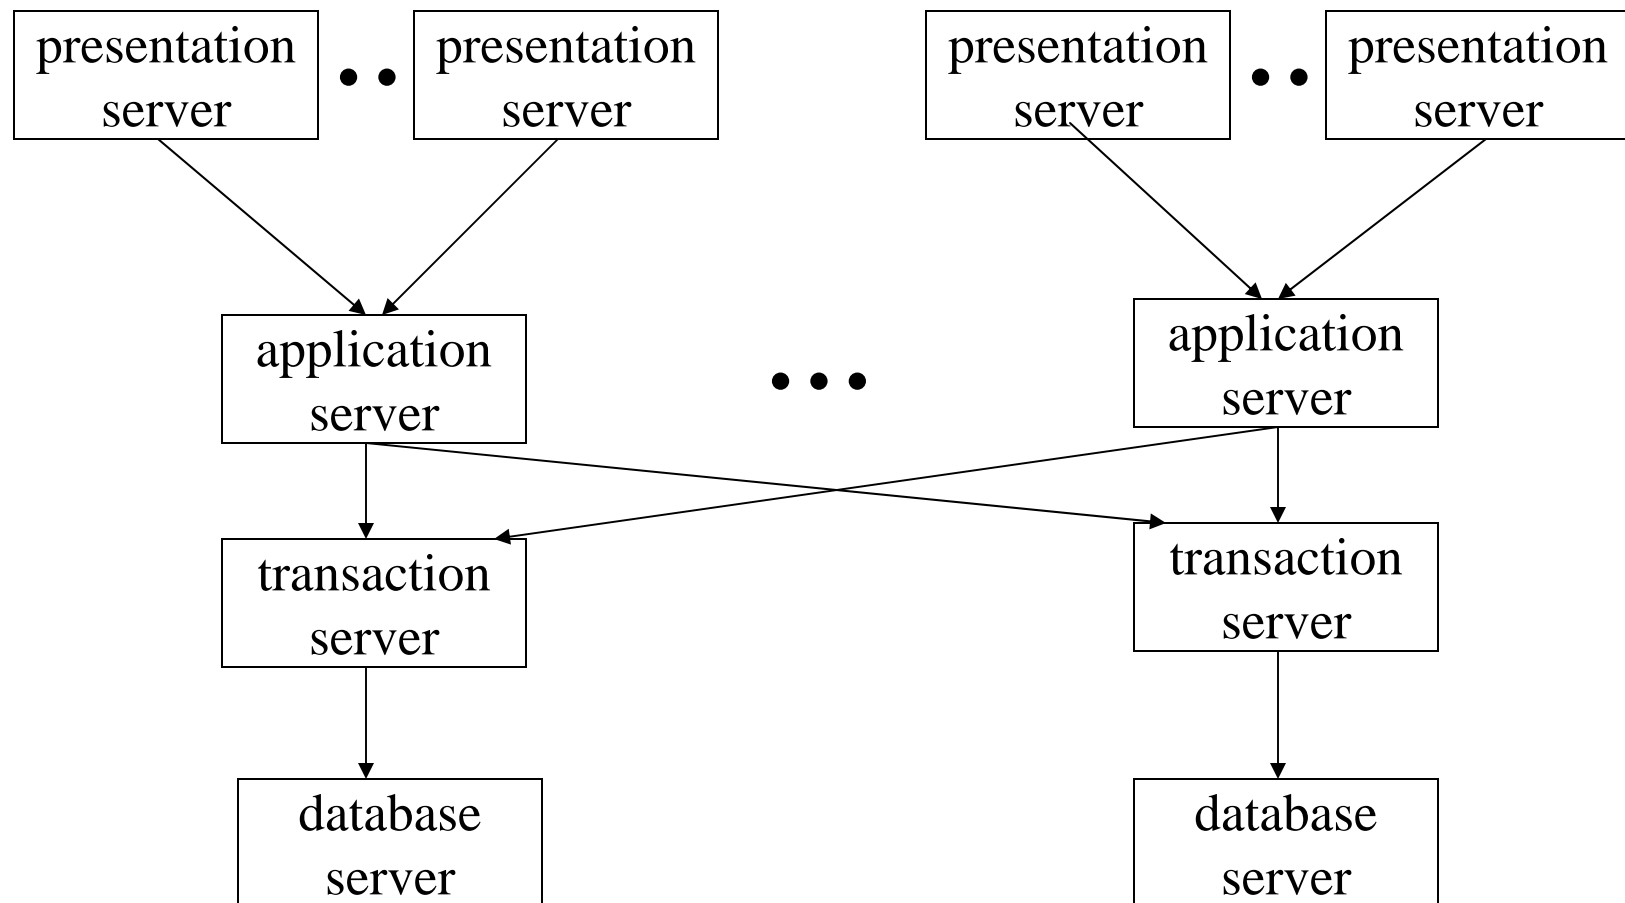 presentation
server
presentation
server
presentation
server
presentation
server
application
server
application
server
transaction
server
transaction
server
database
server
database
server